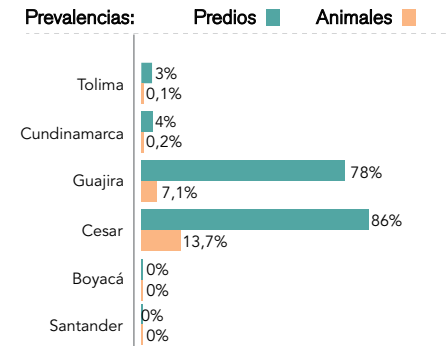 Prevalencias: Predios Animales
Tolima 3%
0,1%
Cundinamarca 4%
0,2%
Guajira 78%
7,1%
Cesar 86%
13,7%
Boyacá 0%
0%
Santander 0%
0%